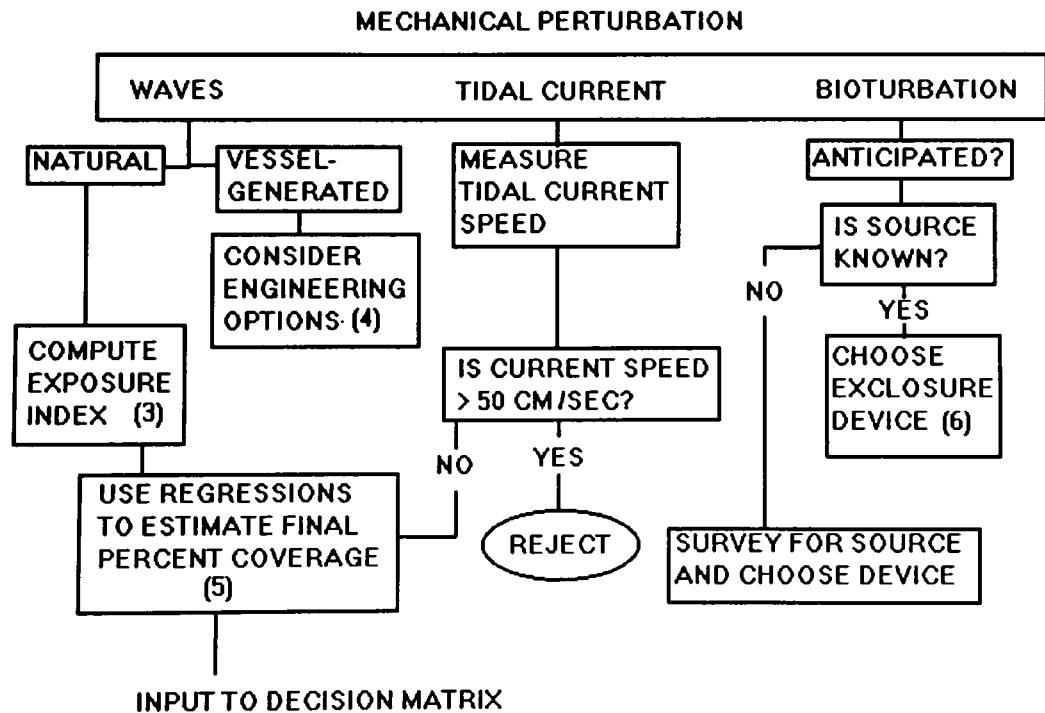 MECHANICAL PERTURBATION
WAVES
TIDAL CURRENT
BIOTURBATION
NATURAL
VESSEL-
GENERATED
CONSIDER
ENGINEERING
OPTIONS· (4)
COMPUTE
EXPOSURE
INDEX (3)
MEASURE
TIDAL CURRENT
SPEED
IS CURRENT SPEED
> 50 CM/SEC?
NO
YES
REJECT
USE REGRESSIONS
TO ESTIMATE FINAL
PERCENT COVERAGE
(5)
INPUT TO DECISION MATRIX
ANTICIPATED?
IS SOURCE
KNOWN?
NO
YES
CHOOSE
EXCLOSURE
DEVICE (6)
SURVEY FOR SOURCE
AND CHOOSE DEVICE